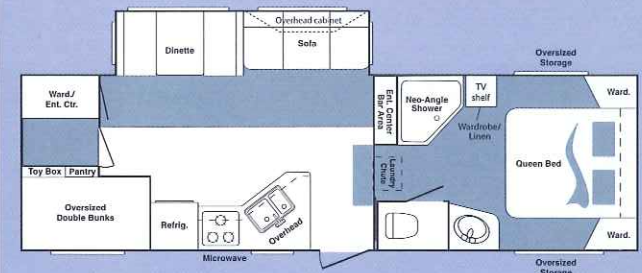 Overhead cabinet
Dinette
Sofa
Oversized
Storage
Ward./
Ent. Ctr.
Ent. Center
Bar Area
Neo-Angle
Shower
TV
shelf
Ward.
Wardrobe/
Linen
Laundry
Chute
Queen Bed
Toy Box
Pantry
Oversized
Double Bunks
Refrig.
Overhead
Microwave
Ward.
Oversized
Storage